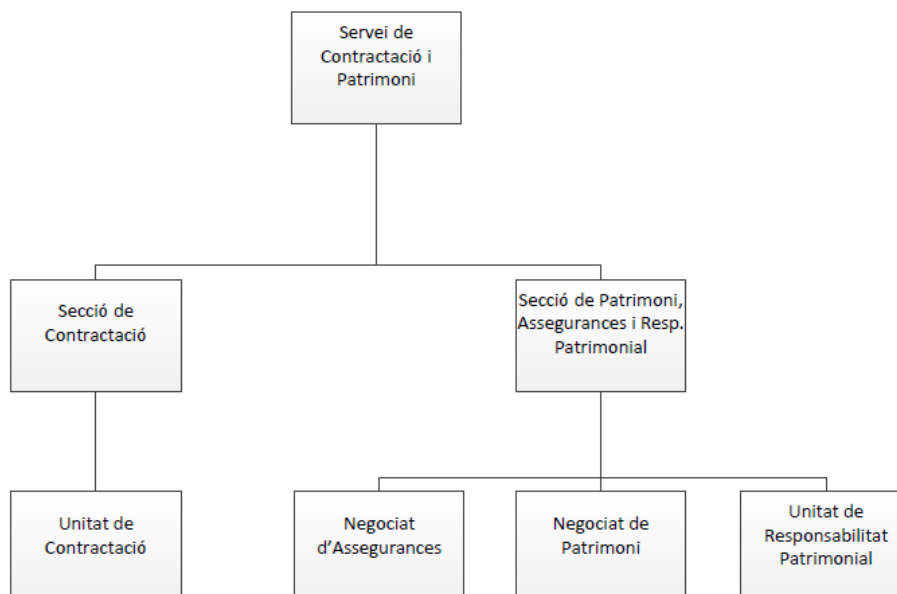 Servei de
Contractació i
Patrimoni
Secció de
Contractació
Secció de Patrimoni,
Assegurances i Resp.
Patrimonial
Unitat de
Contractació
Negociat
d’Assegurances
Negociat de
Patrimoni
Unitat de
Responsabilitat
Patrimonial